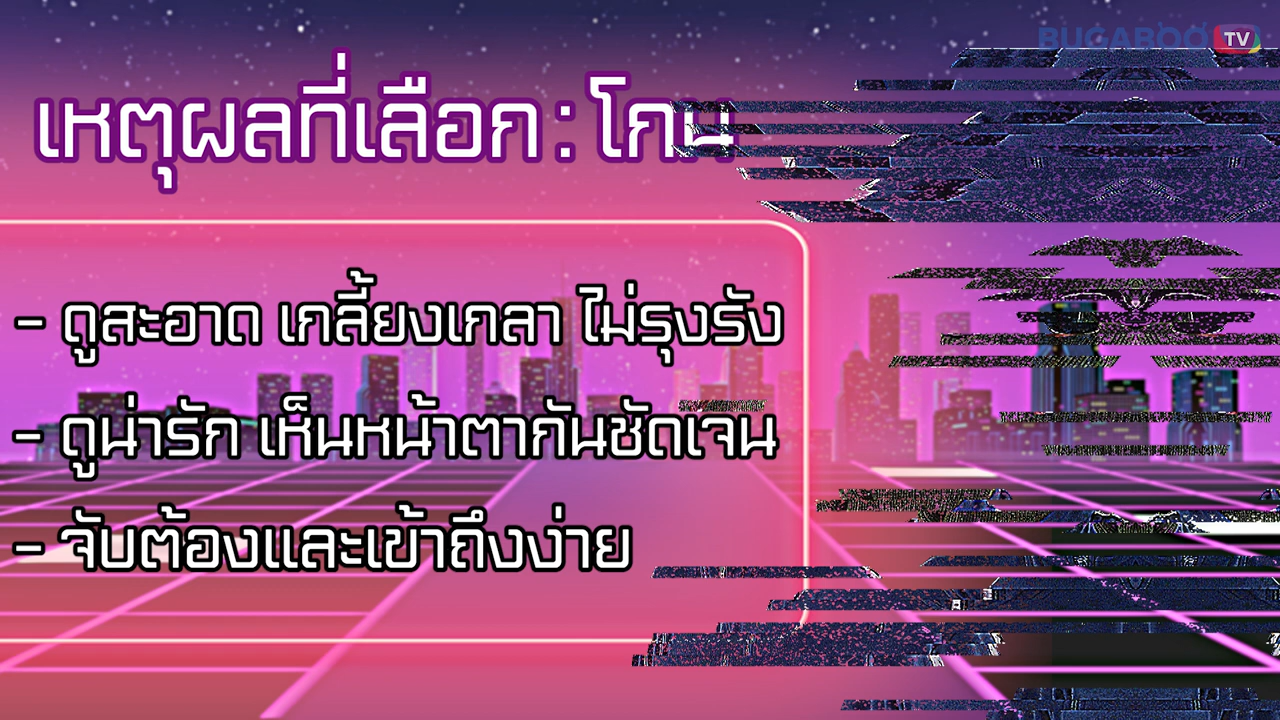 BUGABOO TV
เหตุผลที่เลือก : โกน
- ดูสะอาด เกลี้ยงเกลา ไม่รุงรัง
- ดูน่ารัก เห็นหน้าตากันชัดเจน
- จับต้องและเข้าถึงง่าย